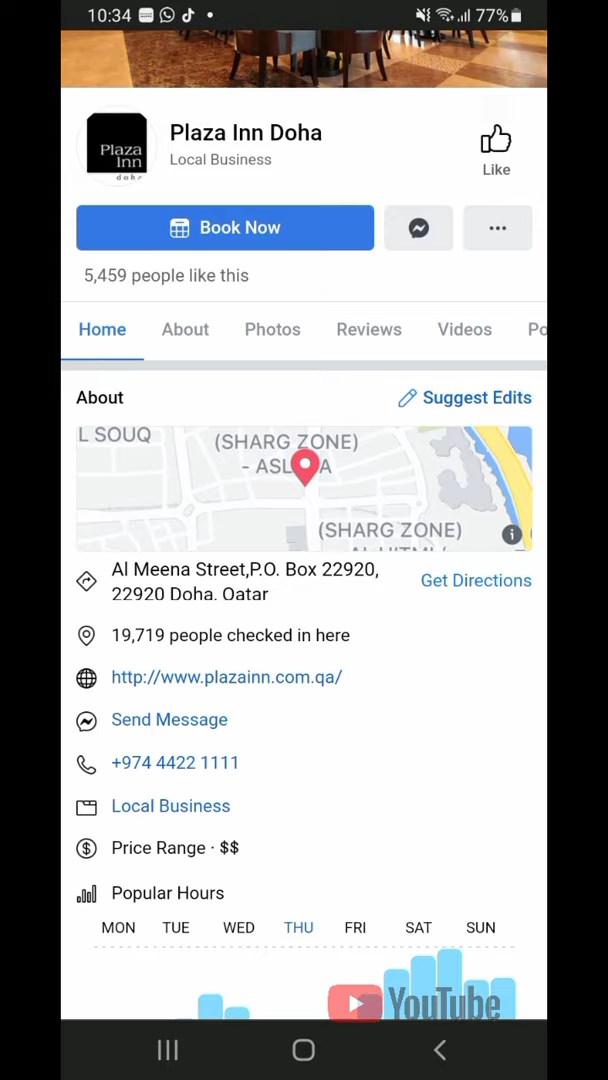 10:34
77%
Plaza
Inn
doha
Plaza Inn Doha
Local Business
Like
Book Now
5,459 people like this
Home About Photos Reviews Videos Po
About
Suggest Edits
L SOUQ
(SHARG ZONE)
- ASL A
(SHARG ZONE)
Al Meena Street,P.O. Box 22920,
22920 Doha, Qatar
Get Directions
19,719 people checked in here
http://www.plazainn.com.qa/
Send Message
+974 4422 1111
Local Business
Price Range · $$
Popular Hours
MON TUE WED THU FRI SAT SUN
YouTube